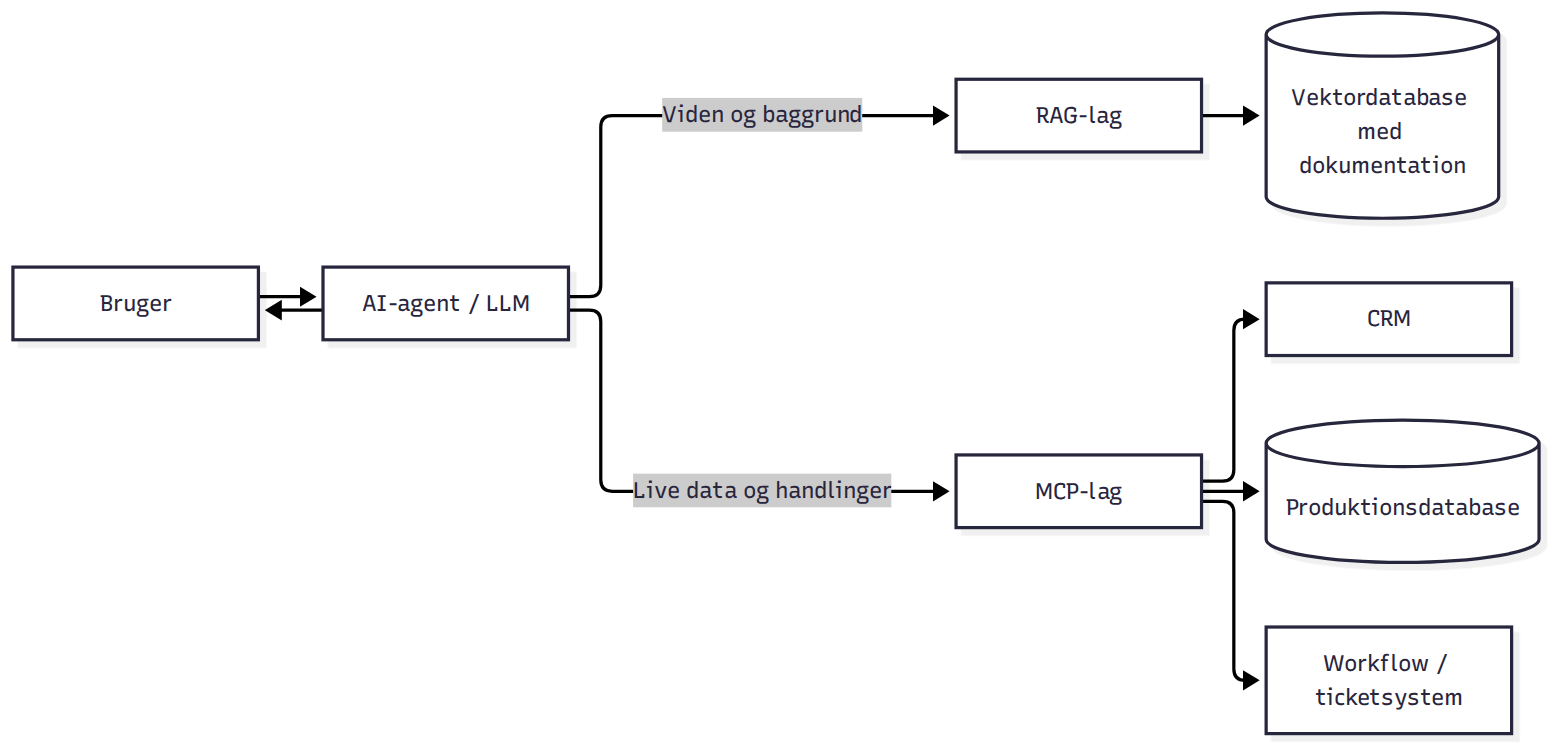 Viden og baggrund
RAG-lag
Vektordatabase
med
dokumentation
Bruger
AI-agent / LLM
CRM
Live data og handlinger
MCP-lag
Produktionsdatabase
Workflow /
ticketsystem